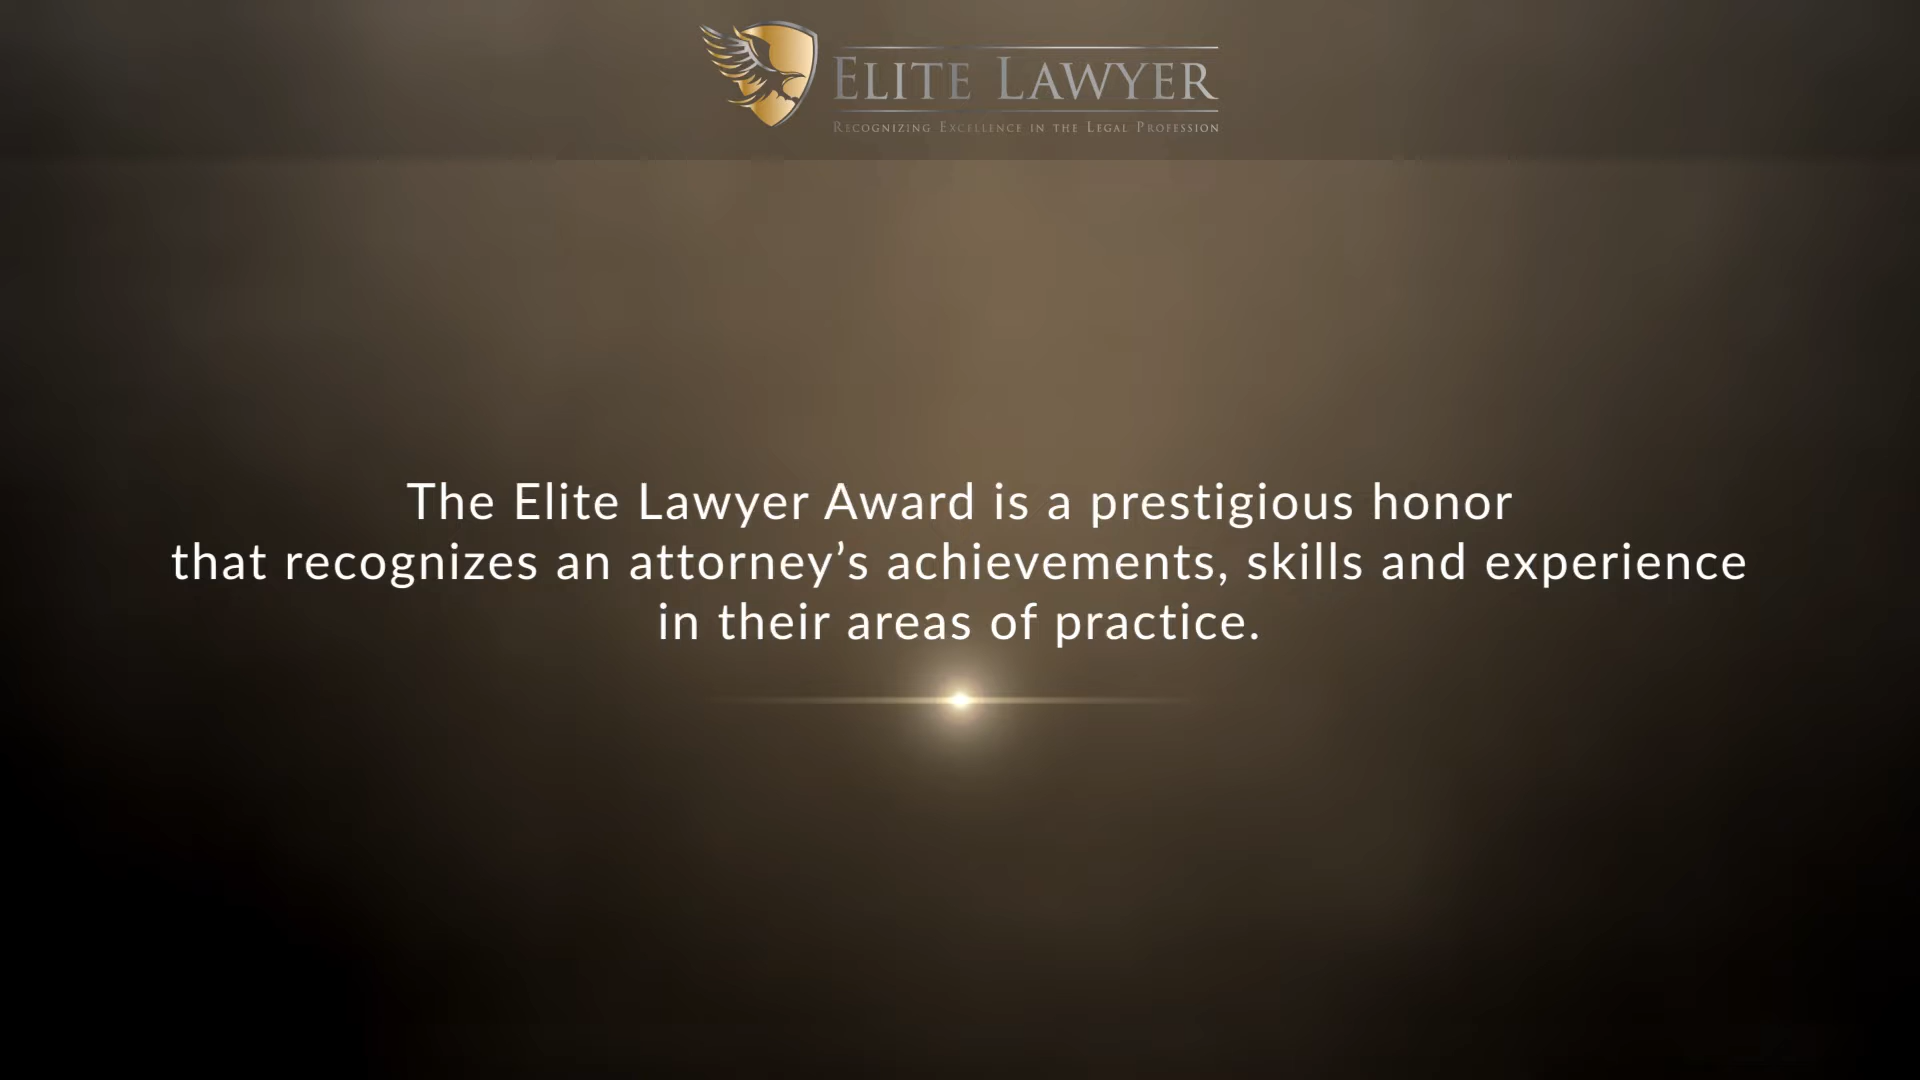 ELITE LAWYER
RECOGNIZING EXCELLENCE IN THE LEGAL PROFESSION
The Elite Lawyer Award is a prestigious honor
that recognizes an attorney’s achievements, skills and experience
in their areas of practice.